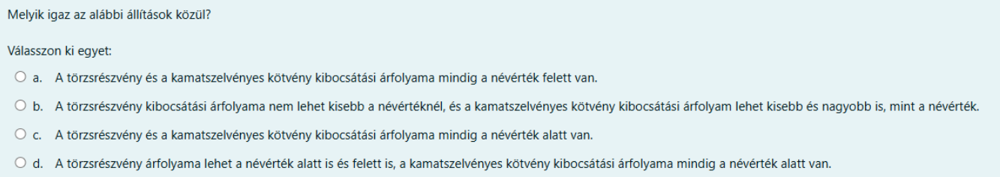 Melyik igaz az alábbi állítások közül?
Válasszon ki egyet:
a. A törzsrészvény és a kamatszelvényes kötvény kibocsátási árfolyama mindig a névérték felett van.
b. A törzsrészvény kibocsátási árfolyama nem lehet kisebb a névértéknél, és a kamatszelvényes kötvény kibocsátási árfolyam lehet kisebb és nagyobb is, mint a névérték.
c. A törzsrészvény és a kamatszelvényes kötvény kibocsátási árfolyama mindig a névérték alatt van.
d. A törzsrészvény árfolyama lehet a névérték alatt is és felett is, a kamatszelvényes kötvény kibocsátási árfolyama mindig a névérték alatt van.